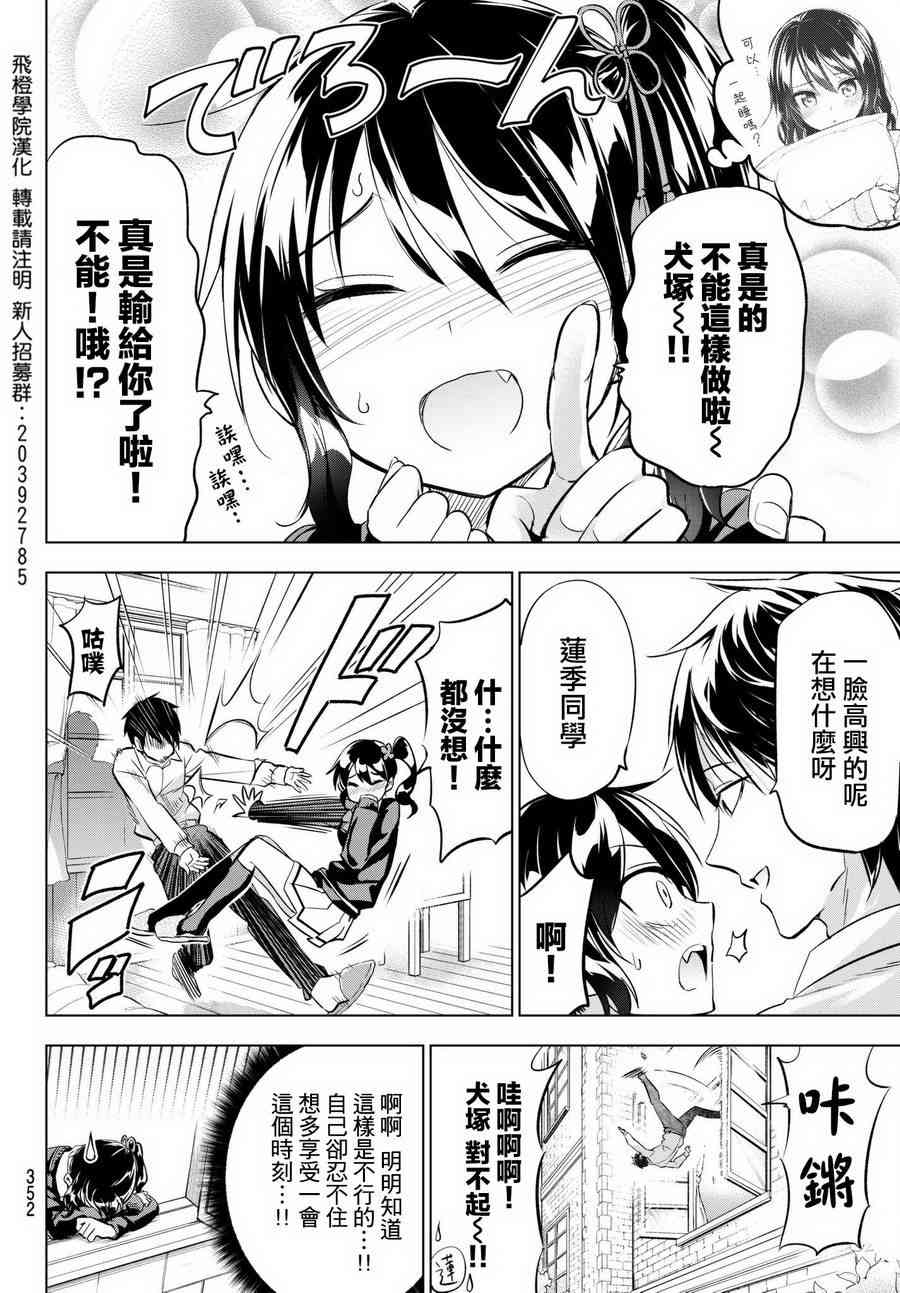 飛橙學院漢化 轉載請注明 新人招募群：203927​85
可以…
一起睡嗎？
でろーん
真是的
不能這樣做啦～
犬塚～!!
真是輸給你了啦！
不能！哦!?
誒嘿…
誒嘿…
一臉高興的呢
在想什麼呀
蓮季同學
啊！
什…什麼
都沒想！
ドン
咕噗
咔鏘
哇啊啊啊！
犬塚 對不起～!!
蓮
啊啊 明明知道
這樣是不行的…!!
自己卻忍不住
想多享受一會
這個時刻…!!
352